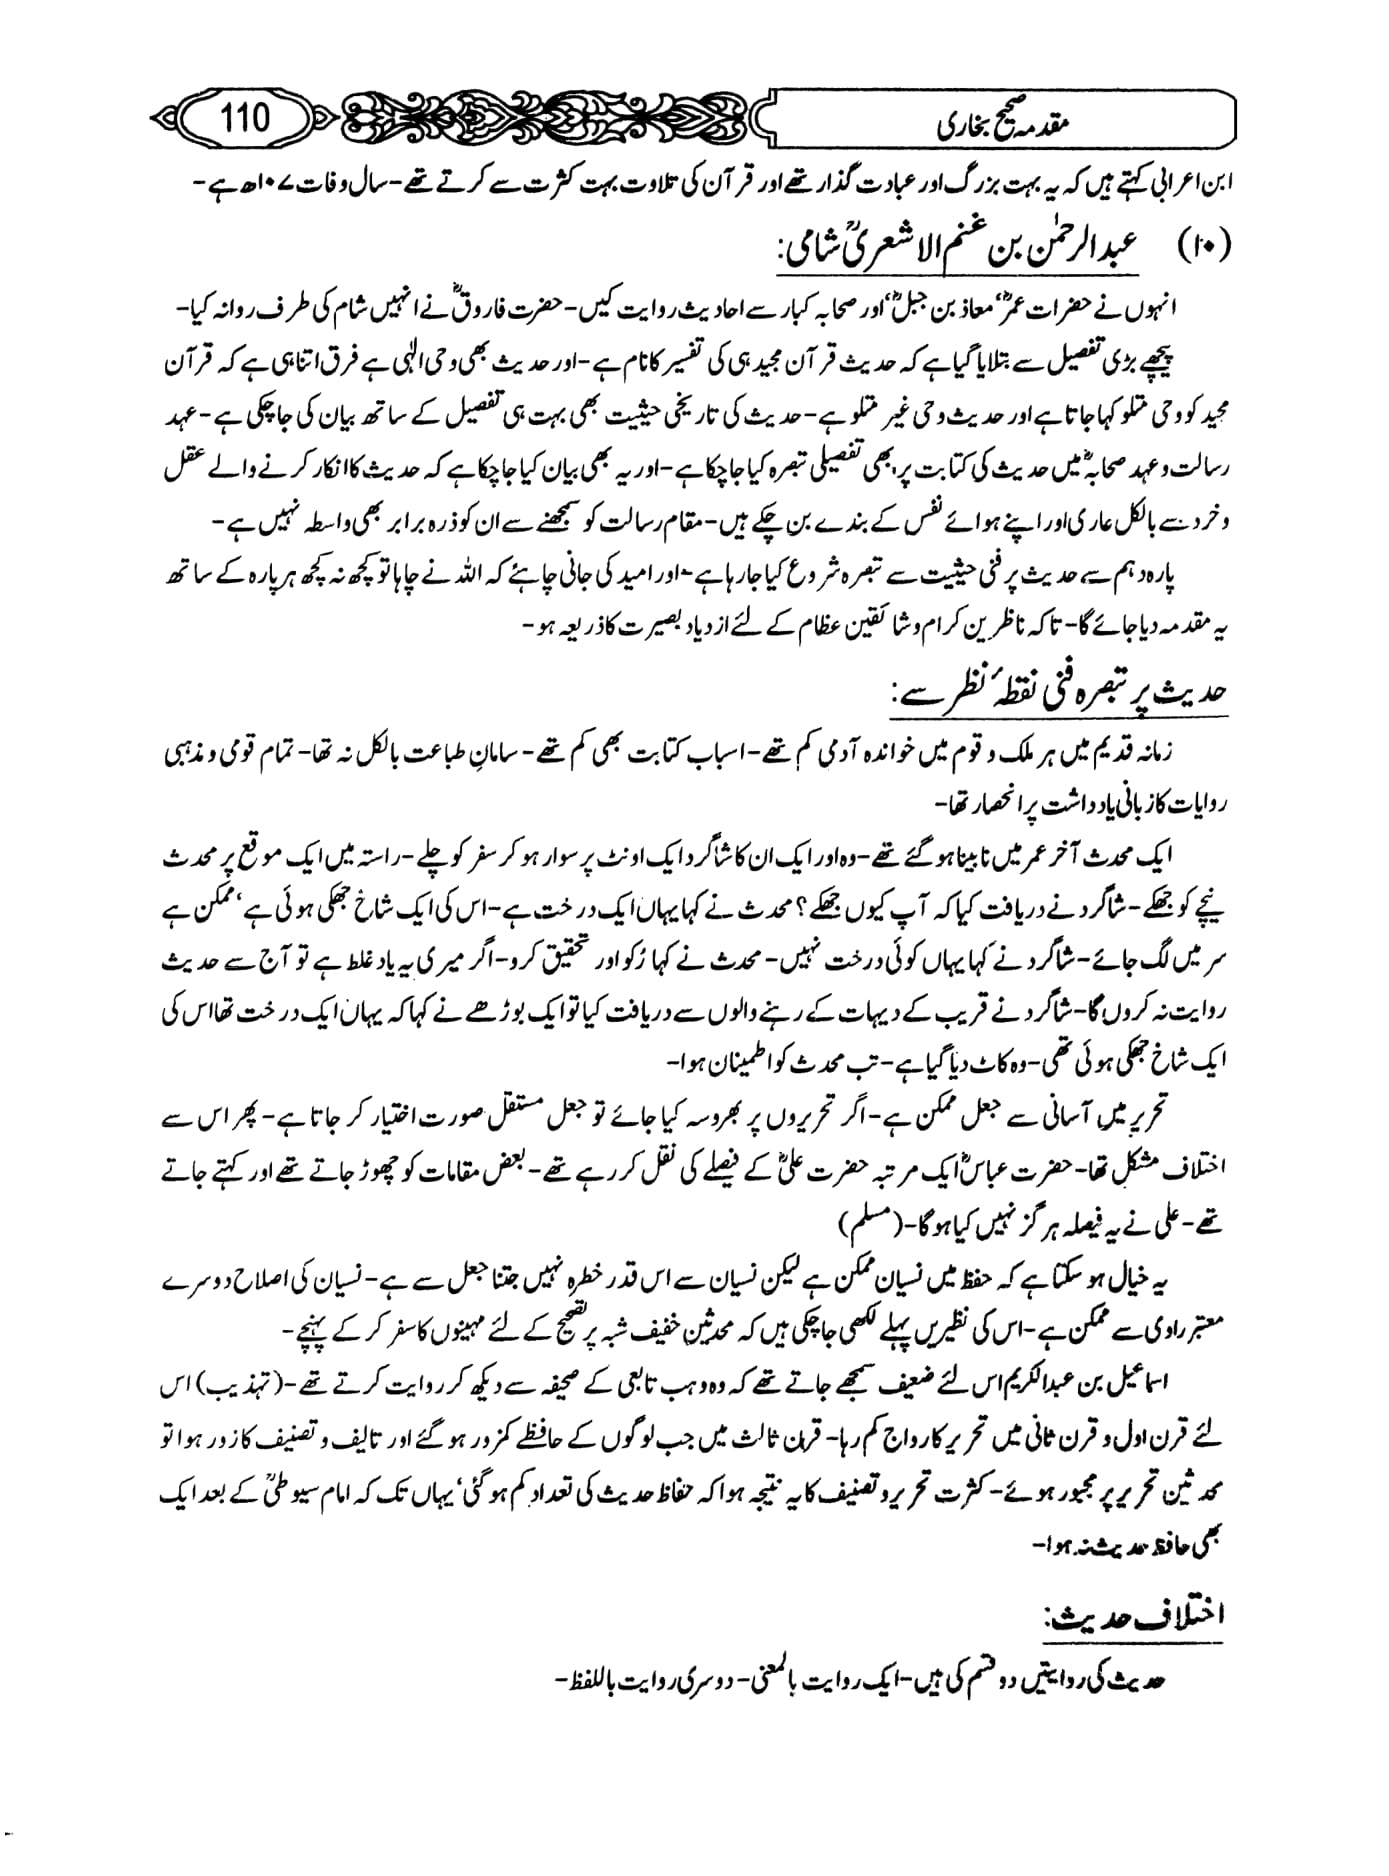 110
مقدمہ صحیح بخاری
ابن اعرابی کہتے ہیں کہ یہ بہت بزرگ اور عبادت گذار تھے اور قرآن کی تلاوت بہت کثرت سے کرتے تھے۔ سال وفات ۱۰۷ھ ہے۔
(۱۰) عبدالرحمٰن بن غنم الاشعریؒ شامی:
انہوں نے حضرات عمرؓ، معاذ بن جبلؓ، اور صحابہ کبار سے احادیث روایت کیں۔ حضرت فاروقؓ نے انہیں شام کی طرف روانہ کیا۔
پیچھے بڑی تفصیل سے بتلایا گیا ہے کہ حدیث قرآن مجید ہی کی تفسیر کا نام ہے۔ اور حدیث بھی وحی الٰہی ہے فرق اتنا ہی ہے کہ قرآن
مجید کو وحی متلو کہا جاتا ہے اور حدیث وحی غیر متلو ہے۔ حدیث کی تاریخی حیثیت بھی بہت ہی تفصیل کے ساتھ بیان کی جا چکی ہے۔ عہد
رسالت و عہد صحابہؓ میں حدیث کی کتابت پر بھی تفصیلی تبصرہ کیا جا چکا ہے۔ اور یہ بھی بیان کیا جا چکا ہے کہ حدیث کا انکار کرنے والے عقل
و خرد سے بالکل عاری اور اپنے ہوائے نفس کے بندے بن چکے ہیں۔ مقام رسالت کو سمجھنے سے ان کو ذرہ برابر بھی واسطہ نہیں ہے۔
پارہ دہم سے حدیث پر فنی حیثیت سے تبصرہ شروع کیا جا رہا ہے۔ اور امید کی جانی چاہئے کہ اللہ نے چاہا تو کچھ نہ کچھ ہر پارہ کے ساتھ
یہ مقدمہ دیا جائے گا۔ تاکہ ناظرین کرام و شائقین عظام کے لئے ازدیاد بصیرت کا ذریعہ ہو۔
حدیث پر تبصرہ فنی نقطۂ نظر سے:
زمانہ قدیم میں ہر ملک و قوم میں خواندہ آدمی کم تھے۔ اسباب کتابت بھی کم تھے۔ سامانِ طباعت بالکل نہ تھا۔ تمام قومی و مذہبی
روایات کا زبانی یادداشت پر انحصار تھا۔
ایک محدث آخر عمر میں نابینا ہو گئے تھے۔ وہ اور ایک ان کا شاگرد ایک اونٹ پر سوار ہو کر سفر کو چلے۔ راستہ میں ایک موقع پر محدث
نیچے کو جھکے۔ شاگرد نے دریافت کیا کہ آپ کیوں جھکے؟ محدث نے کہا یہاں ایک درخت ہے۔ اس کی ایک شاخ جھکی ہوئی ہے، ممکن ہے
سر میں لگ جائے۔ شاگرد نے کہا یہاں کوئی درخت نہیں۔ محدث نے کہا رُکو اور تحقیق کرو۔ اگر میری یہ یاد غلط ہے تو آج سے حدیث
روایت نہ کروں گا۔ شاگرد نے قریب کے دیہات کے رہنے والوں سے دریافت کیا تو ایک بوڑھے نے کہا کہ یہاں ایک درخت تھا اس کی
ایک شاخ جھکی ہوئی تھی۔ وہ کاٹ دیا گیا ہے۔ تب محدث کو اطمینان ہوا۔
تحریر میں آسانی سے جعل ممکن ہے۔ اگر تحریروں پر بھروسہ کیا جائے تو جعل مستقل صورت اختیار کر جاتا ہے۔ پھر اس سے
اختلاف مشکل تھا۔ حضرت عباسؓ ایک مرتبہ حضرت علیؓ کے فیصلے کی نقل کر رہے تھے۔ بعض مقامات کو چھوڑ جاتے تھے اور کہتے جاتے
تھے۔ علی نے یہ فیصلہ ہرگز نہیں کیا ہو گا۔ (مسلم)
یہ خیال ہو سکتا ہے کہ حفظ میں نسیان ممکن ہے لیکن نسیان سے اس قدر خطرہ نہیں جتنا جعل سے ہے۔ نسیان کی اصلاح دوسرے
معتبر راوی سے ممکن ہے۔ اس کی نظیریں پہلے لکھی جا چکی ہیں کہ محدثین خفیف شبہ پر تصحیح کے لئے مہینوں کا سفر کر کے پہنچے۔
اسماعیل بن عبدالکریم اس لئے ضعیف سمجھے جاتے تھے کہ وہ وہب تابعی کے صحیفہ سے دیکھ کر روایت کرتے تھے۔ (تہذیب) اس
لئے قرن اول و قرن ثانی میں تحریر کا رواج کم رہا۔ قرن ثالث میں جب لوگوں کے حافظے کمزور ہو گئے اور تالیف و تصنیف کا زور ہوا تو
محدثین تحریر پر مجبور ہوئے۔ کثرت تحریر و تصنیف کا یہ نتیجہ ہوا کہ حفاظ حدیث کی تعداد کم ہو گئی، یہاں تک کہ امام سیوطیؒ کے بعد ایک
بھی حافظ حدیث نہ ہوا۔
اختلاف حدیث:
حدیث کی روایتیں دو قسم کی ہیں۔ ایک روایت بالمعنی۔ دوسری روایت باللفظ۔